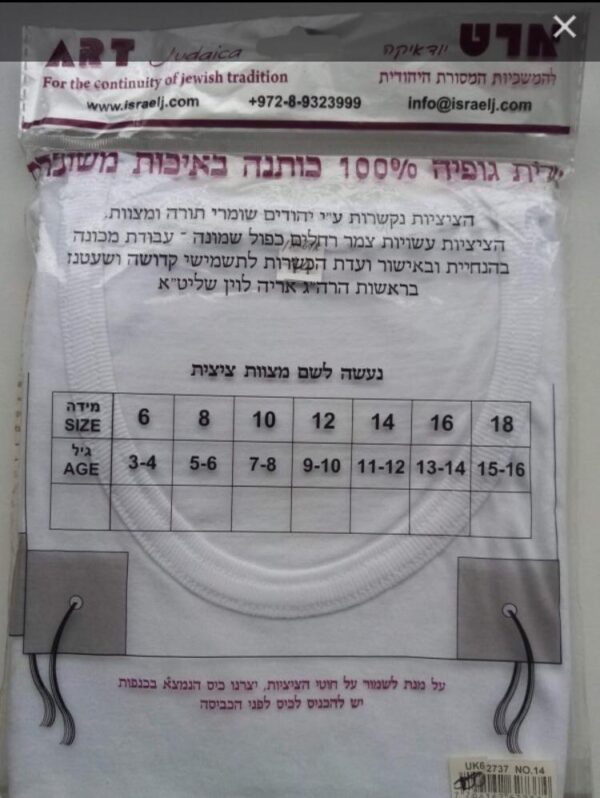 ART Judaica ארט יודאיקה
For the continuity of jewish tradition להמשכיות המסורת היהודית
www.israelj.com +972-8-9323999 info@israelj.com
גופיה 100% כותנה באיכות
הציציות נקשרות ע״י יהודים שומרי תורה ומצוות.
הציציות עשויות צמר רחלים כפול שמונה - עבודת מכונה
בהנחיית ובאישור ועדת הכשרות לתשמישי קדושה ושעטנז
בראשות הרה״ג אריה לוין שליט״א
נעשה לשם מצוות ציצית
מידה SIZE 6 8 10 12 14 16 18
גיל AGE 3-4 5-6 7-8 9-10 11-12 13-14 15-16
על מנת לשמור על חוטי הציציות, יצרנו כיס הנמצא בכנפות
יש להכניס לכיס לפני הכביסה
2737 NO.14